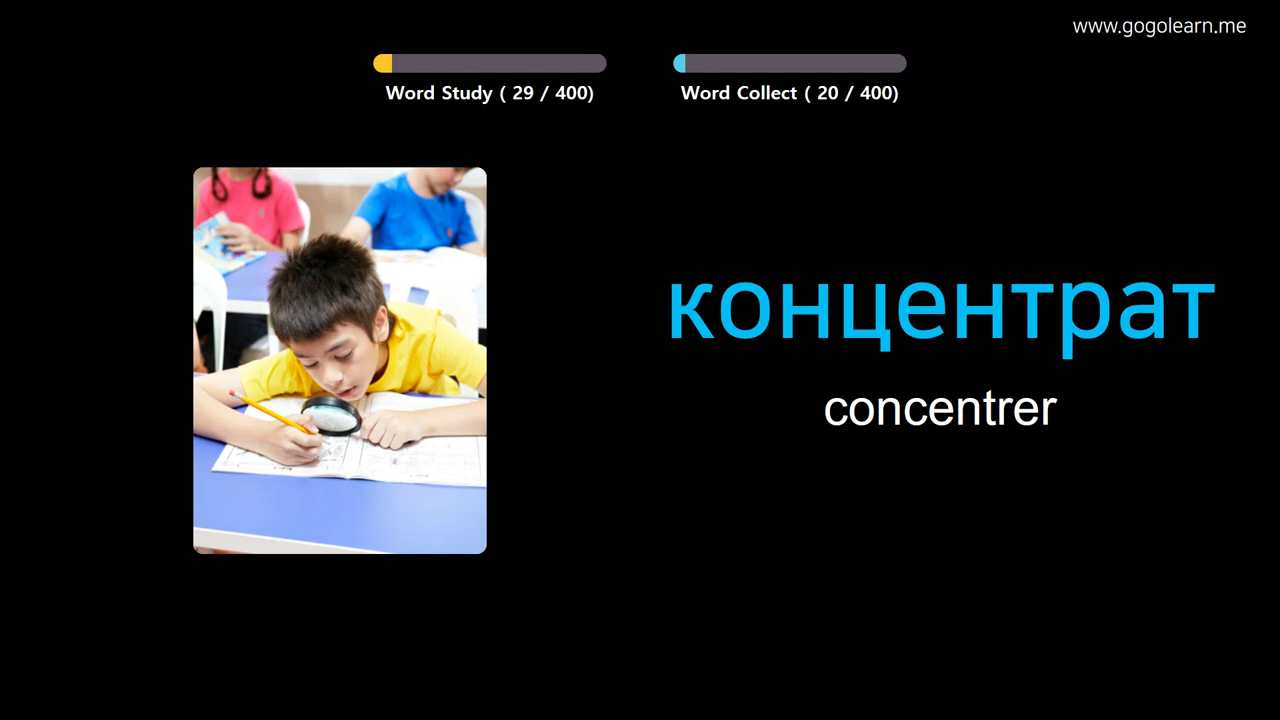 www.gogolearn.me
Word Study ( 29 / 400)
Word Collect ( 20 / 400)
концентрат
concentrer